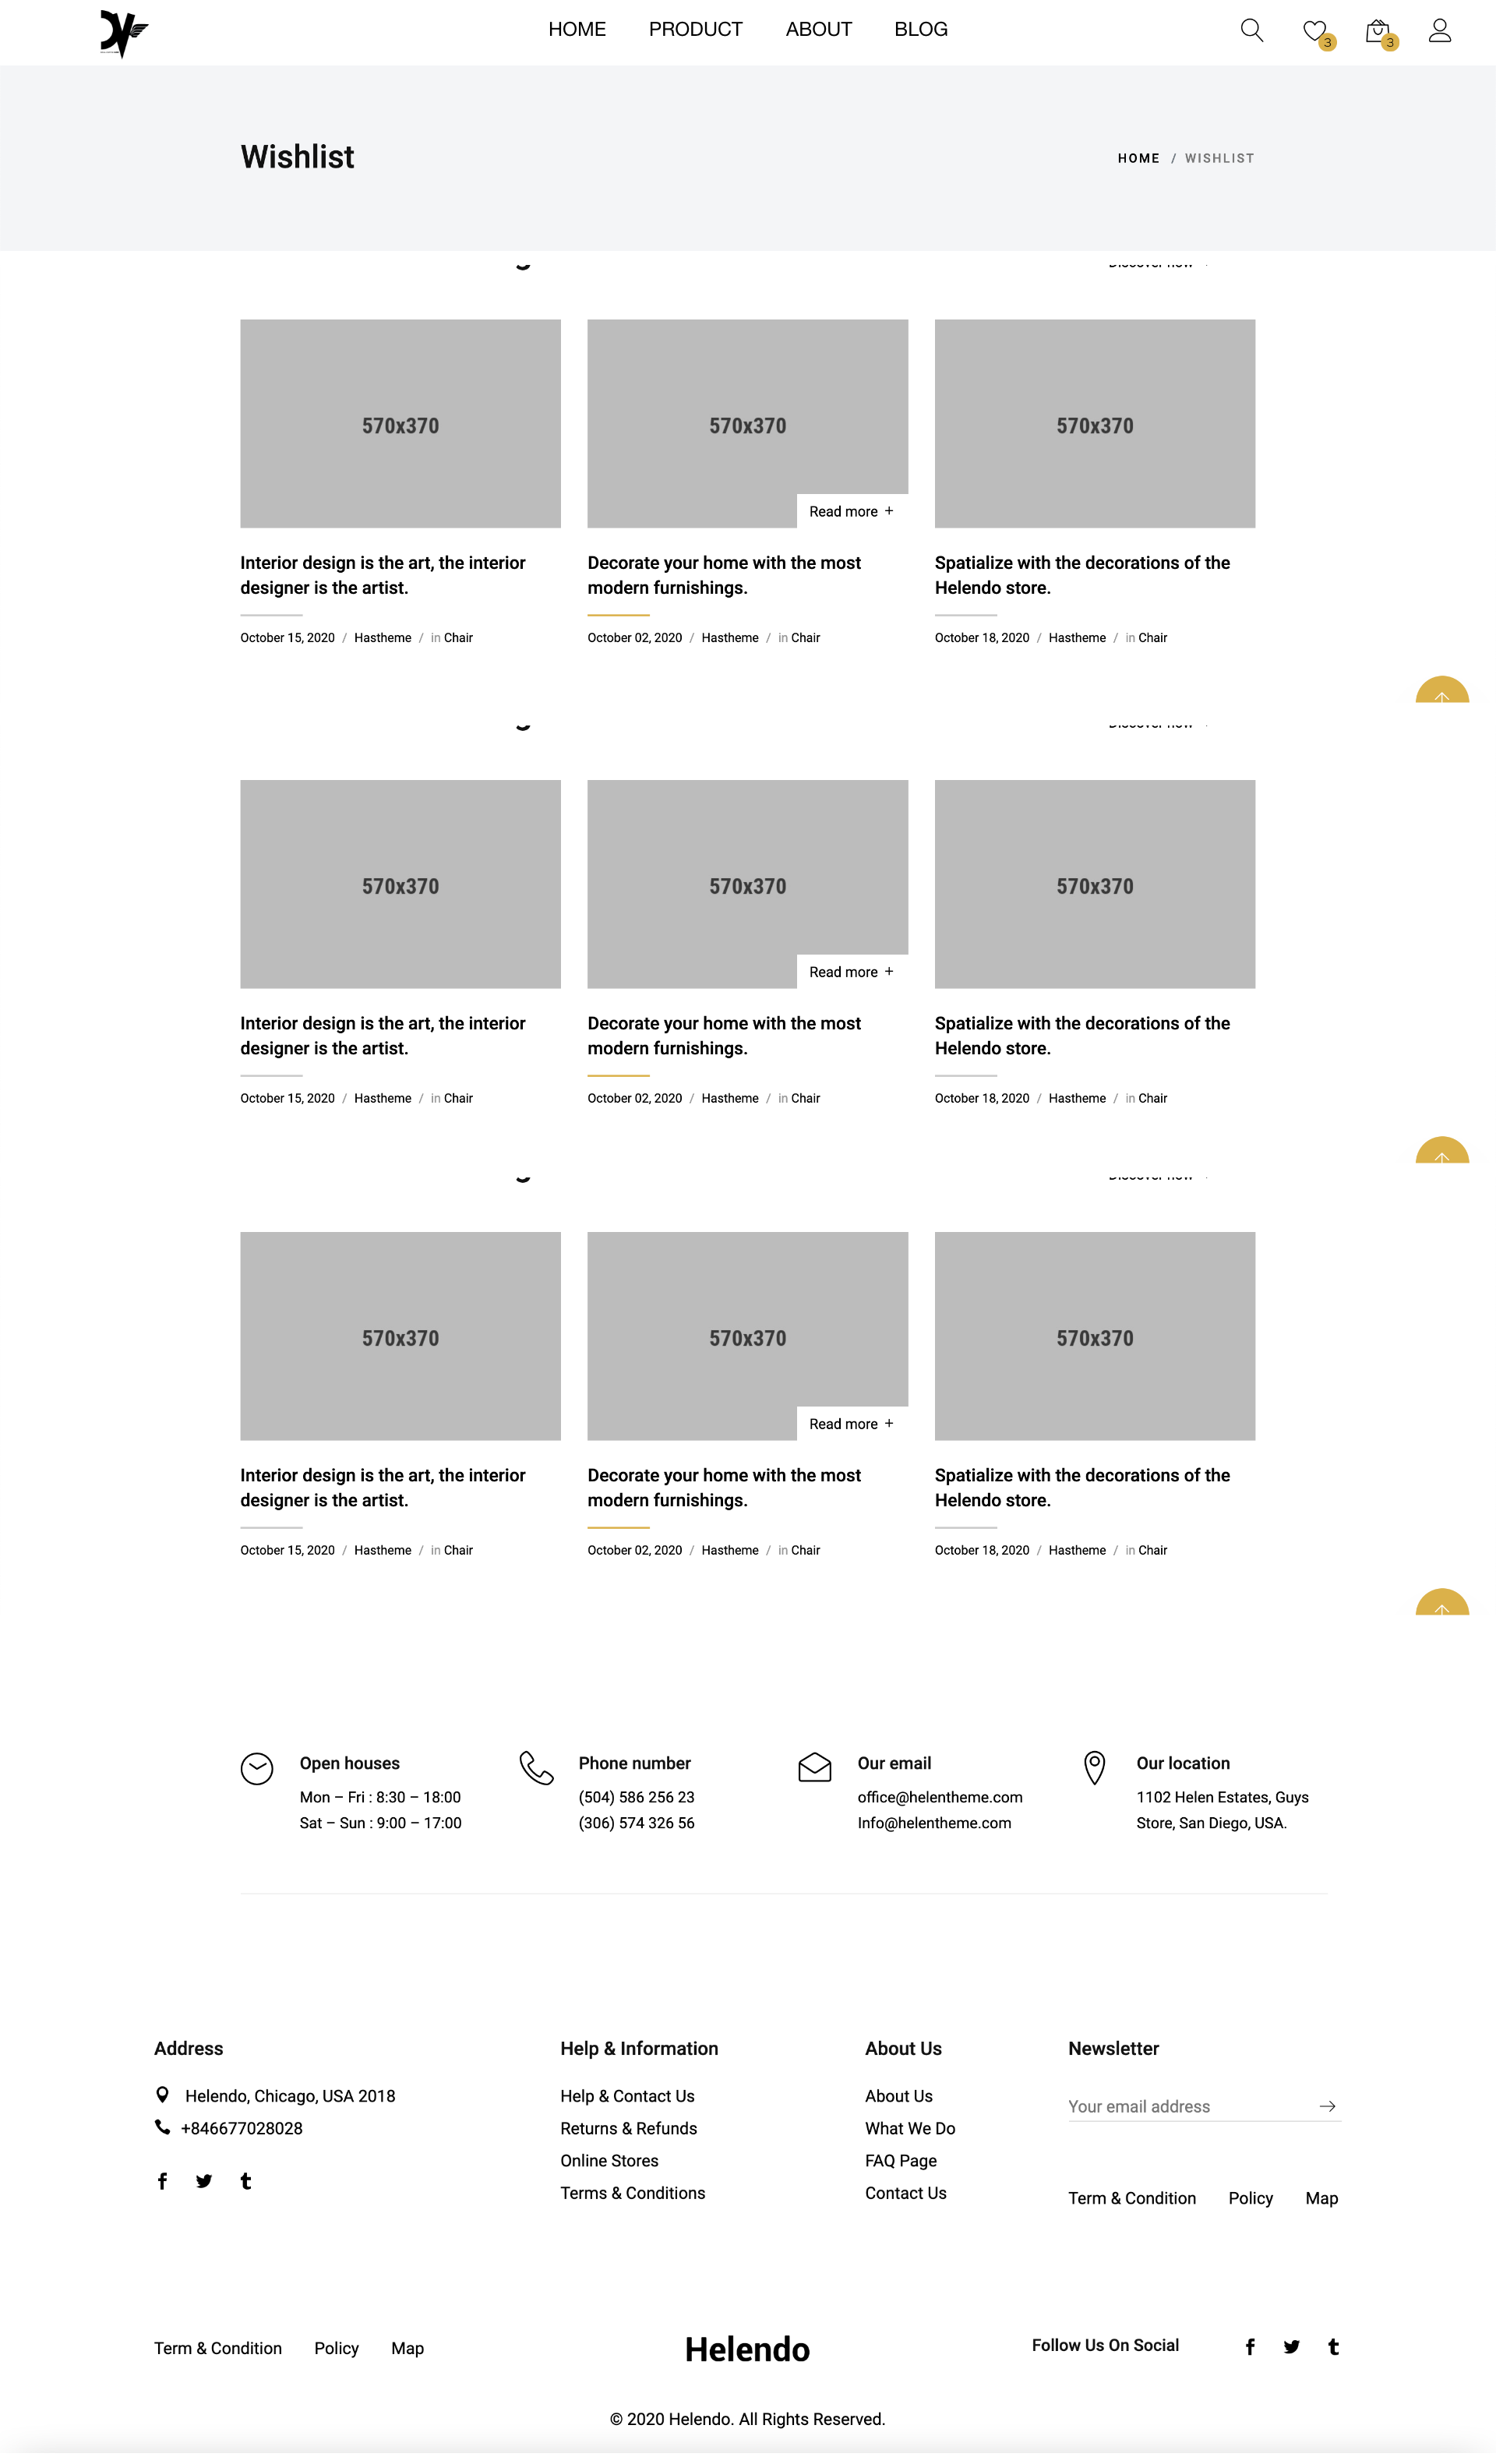 HOME PRODUCT ABOUT BLOG
3 3
Wishlist
HOME / WISHLIST
570x370 570x370 570x370
Read more +
Interior design is the art, the interior
designer is the artist.
October 15, 2020 / Hastheme / in Chair
Decorate your home with the most
modern furnishings.
October 02, 2020 / Hastheme / in Chair
Spatialize with the decorations of the
Helendo store.
October 18, 2020 / Hastheme / in Chair
570x370 570x370 570x370
Read more +
Interior design is the art, the interior
designer is the artist.
October 15, 2020 / Hastheme / in Chair
Decorate your home with the most
modern furnishings.
October 02, 2020 / Hastheme / in Chair
Spatialize with the decorations of the
Helendo store.
October 18, 2020 / Hastheme / in Chair
570x370 570x370 570x370
Read more +
Interior design is the art, the interior
designer is the artist.
October 15, 2020 / Hastheme / in Chair
Decorate your home with the most
modern furnishings.
October 02, 2020 / Hastheme / in Chair
Spatialize with the decorations of the
Helendo store.
October 18, 2020 / Hastheme / in Chair
Open houses
Mon – Fri : 8:30 – 18:00
Sat – Sun : 9:00 – 17:00
Phone number
(504) 586 256 23
(306) 574 326 56
Our email
office@helentheme.com
Info@helentheme.com
Our location
1102 Helen Estates, Guys
Store, San Diego, USA.
Address
Helendo, Chicago, USA 2018
+846677028028
Help & Information
Help & Contact Us
Returns & Refunds
Online Stores
Terms & Conditions
About Us
About Us
What We Do
FAQ Page
Contact Us
Newsletter
Your email address
Term & Condition Policy Map
Term & Condition Policy Map
Helendo
Follow Us On Social
© 2020 Helendo. All Rights Reserved.